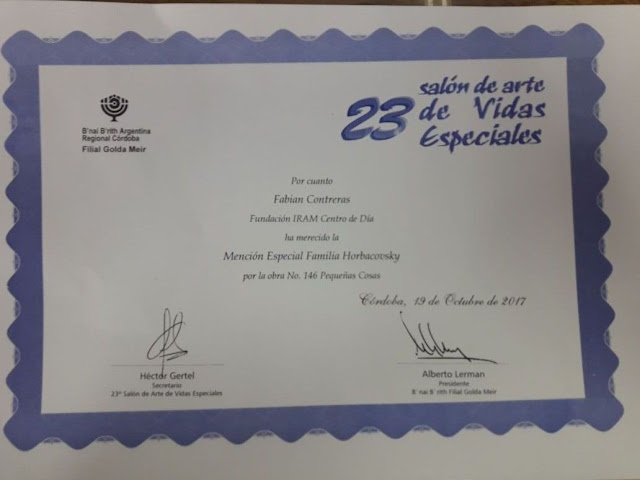 B'nai B'rith Argentina
Regional Córdoba
Filial Golda Meir
23 salón de arte
de Vidas
Especiales
Por cuanto
Fabian Contreras
Fundación IRAM Centro de Día
ha merecido la
Mención Especial Familia Horbacovsky
por la obra No. 146 Pequeñas Cosas
Córdoba, 19 de Octubre de 2017
Héctor Gertel
Secretario
23º Salón de Arte de Vidas Especiales
Alberto Lerman
Presidente
B´nai B´rith Filial Golda Meir